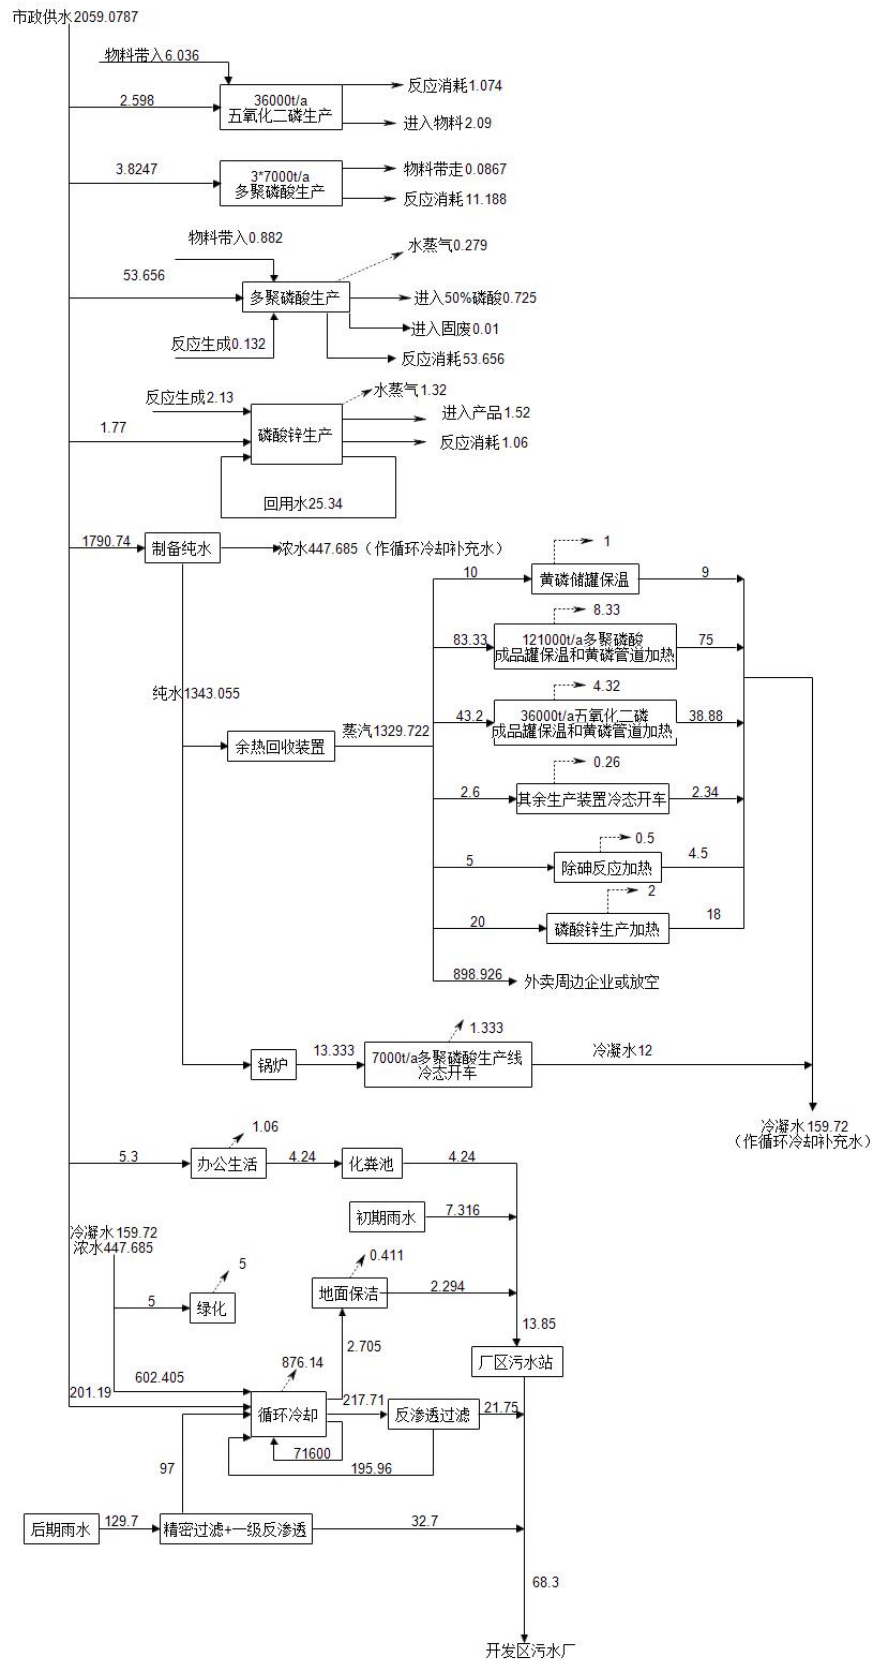 市政供水2059.0787
物料带入6.036
2.598
36000t/a
五氧化二磷生产
反应消耗1.074
进入物料2.09
3.8247
3*7000t/a
多聚磷酸生产
物料带走0.0867
反应消耗11.188
物料带入0.882
水蒸气0.279
53.656
多聚磷酸生产
进入50%磷酸0.725
进入固废0.01
反应生成0.132
反应消耗53.656
反应生成2.13
水蒸气1.32
1.77
磷酸锌生产
进入产品1.52
反应消耗1.06
回用水25.34
1790.74
制备纯水
浓水447.685（作循环冷却补充水）
1
10
黄磷储罐保温
9
8.33
83.33
121000t/a多聚磷酸
成品罐保温和黄磷管道加热
75
4.32
纯水1343.055
43.2
36000t/a五氧化二磷
成品罐保温和黄磷管道加热
38.88
余热回收装置
蒸汽1329.722
0.26
2.6
其余生产装置冷态开车
2.34
0.5
5
除砷反应加热
4.5
2
20
磷酸锌生产加热
18
898.926
外卖周边企业或放空
1.333
锅炉
13.333
7000t/a多聚磷酸生产线
冷态开车
冷凝水12
冷凝水159.72
（作循环冷却补充水）
1.06
5.3
办公生活
4.24
化粪池
4.24
初期雨水
7.316
冷凝水159.72
浓水447.685
5
5
绿化
0.411
地面保洁
2.294
2.705
13.85
厂区污水站
876.14
602.405
201.19
循环冷却
217.71
反渗透过滤
21.75
71600
195.96
97
后期雨水
129.7
精密过滤+一级反渗透
32.7
68.3
开发区污水厂